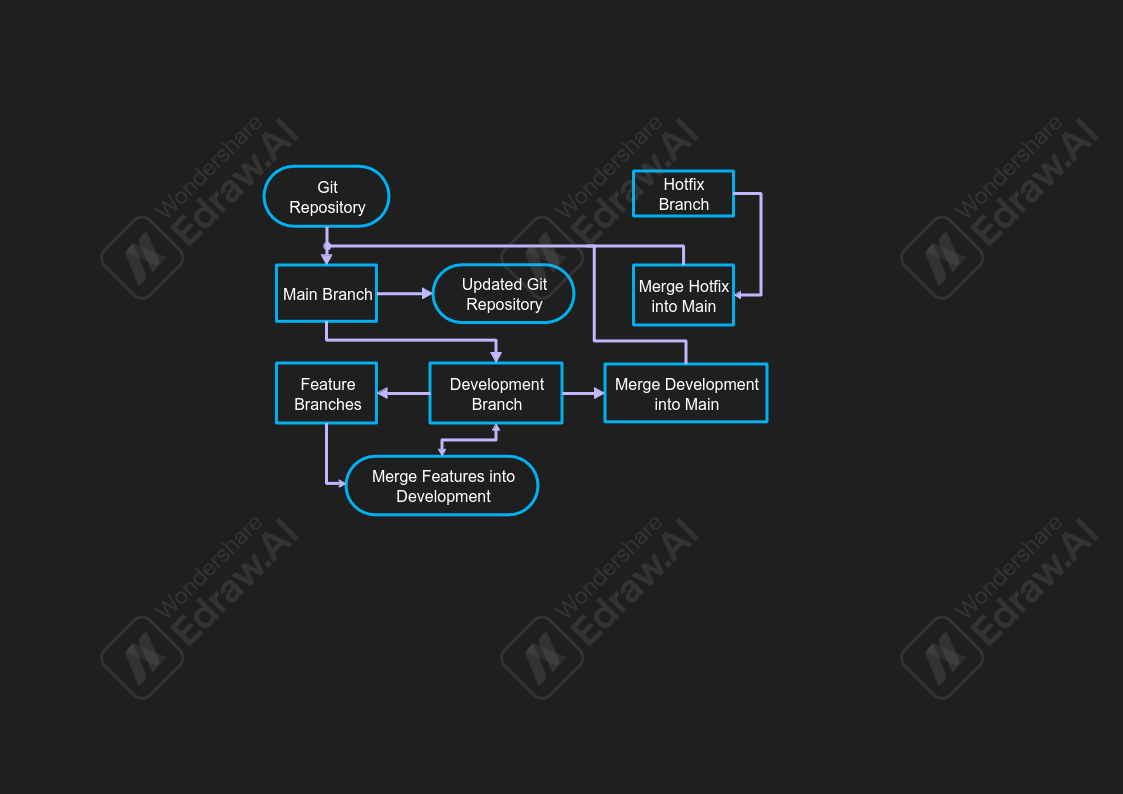 Wondershare
Edraw.AI
Wondershare
Edraw.AI
Wondershare
Edraw.AI
Git
Repository
Hotfix
Branch
Main Branch
Updated Git
Repository
Merge Hotfix
into Main
Feature
Branches
Development
Branch
Merge Development
into Main
Merge Features into
Development
Wondershare
Edraw.AI
Wondershare
Edraw.AI
Wondershare
Edraw.AI